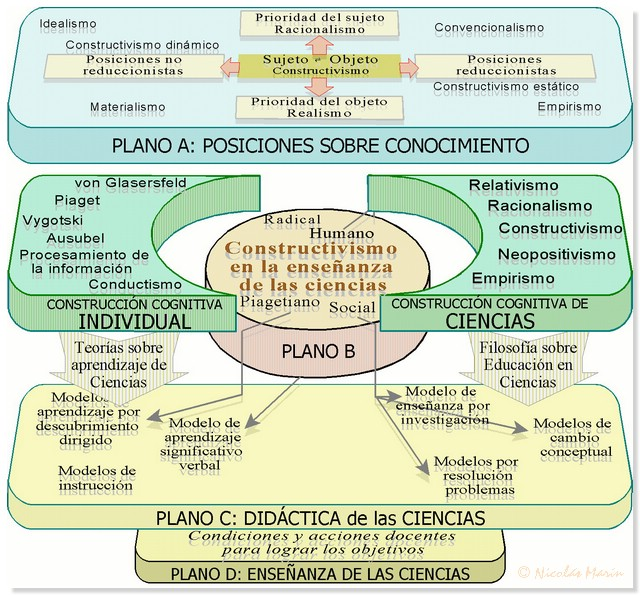 Idealismo
Prioridad del sujeto
Racionalismo
Convencionalismo
Constructivismo dinámico
Posiciones no
reduccionistas
Sujeto Objeto
Constructivismo
Posiciones
reduccionistas
Constructivismo estático
Materialismo
Prioridad del objeto
Realismo
Empirismo
PLANO A: POSICIONES SOBRE CONOCIMIENTO
von Glasersfeld
Piaget
Vygotski
Ausubel
Procesamiento de
la información
Conductismo
CONSTRUCCIÓN COGNITIVA
INDIVIDUAL
Radical
Humano
Constructivismo
en la enseñanza
de las ciencias
Piagetiano
Social
PLANO B
Relativismo
Racionalismo
Constructivismo
Neopositivismo
Empirismo
CONSTRUCCIÓN COGNITIVA DE
CIENCIAS
Teorías sobre
aprendizaje de
Ciencias
Filosofía sobre
Educación en
Ciencias
Modelos de
aprendizaje por
descubrimiento
dirigido
Modelos de
instrucción
Modelo de
aprendizaje
significativo
verbal
Modelo de
enseñanza por
investigación
Modelos por
resolución
problemas
Modelos de
cambio
conceptual
PLANO C: DIDÁCTICA de las CIENCIAS
Condiciones y acciones docentes
para lograr los objetivos
PLANO D: ENSEÑANZA DE LAS CIENCIAS
© Nicolás Marín